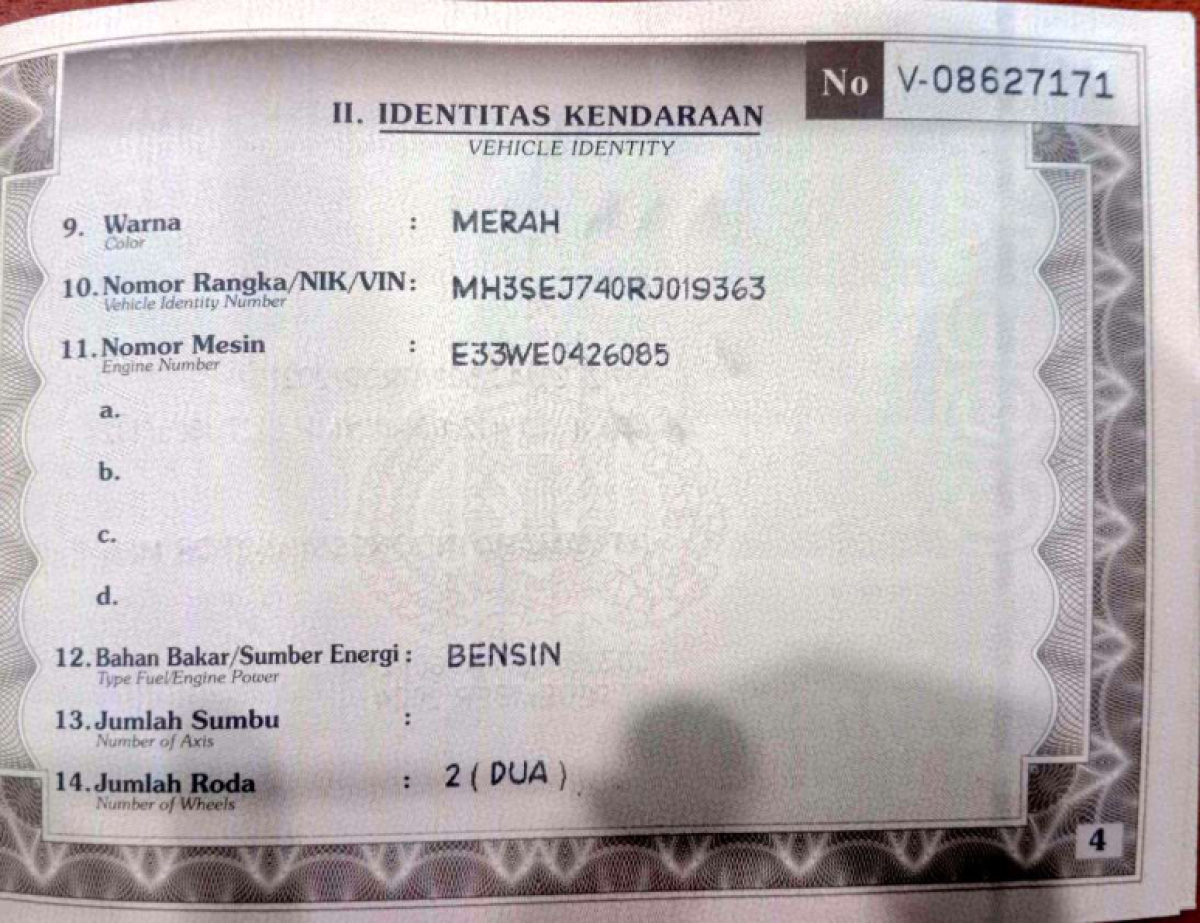 No V-08627171
II. IDENTITAS KENDARAAN
VEHICLE IDENTITY
9. Warna : MERAH
Color
10. Nomor Rangka/NIK/VIN: MH3SEJ740RJ019363
Vehicle Identity Number
11. Nomor Mesin : E33WE0426085
Engine Number
a.
b.
c.
d.
12. Bahan Bakar/Sumber Energi : BENSIN
Type Fuel/Engine Power
13. Jumlah Sumbu :
Number of Axis
14. Jumlah Roda : 2 ( DUA )
Number of Wheels
4